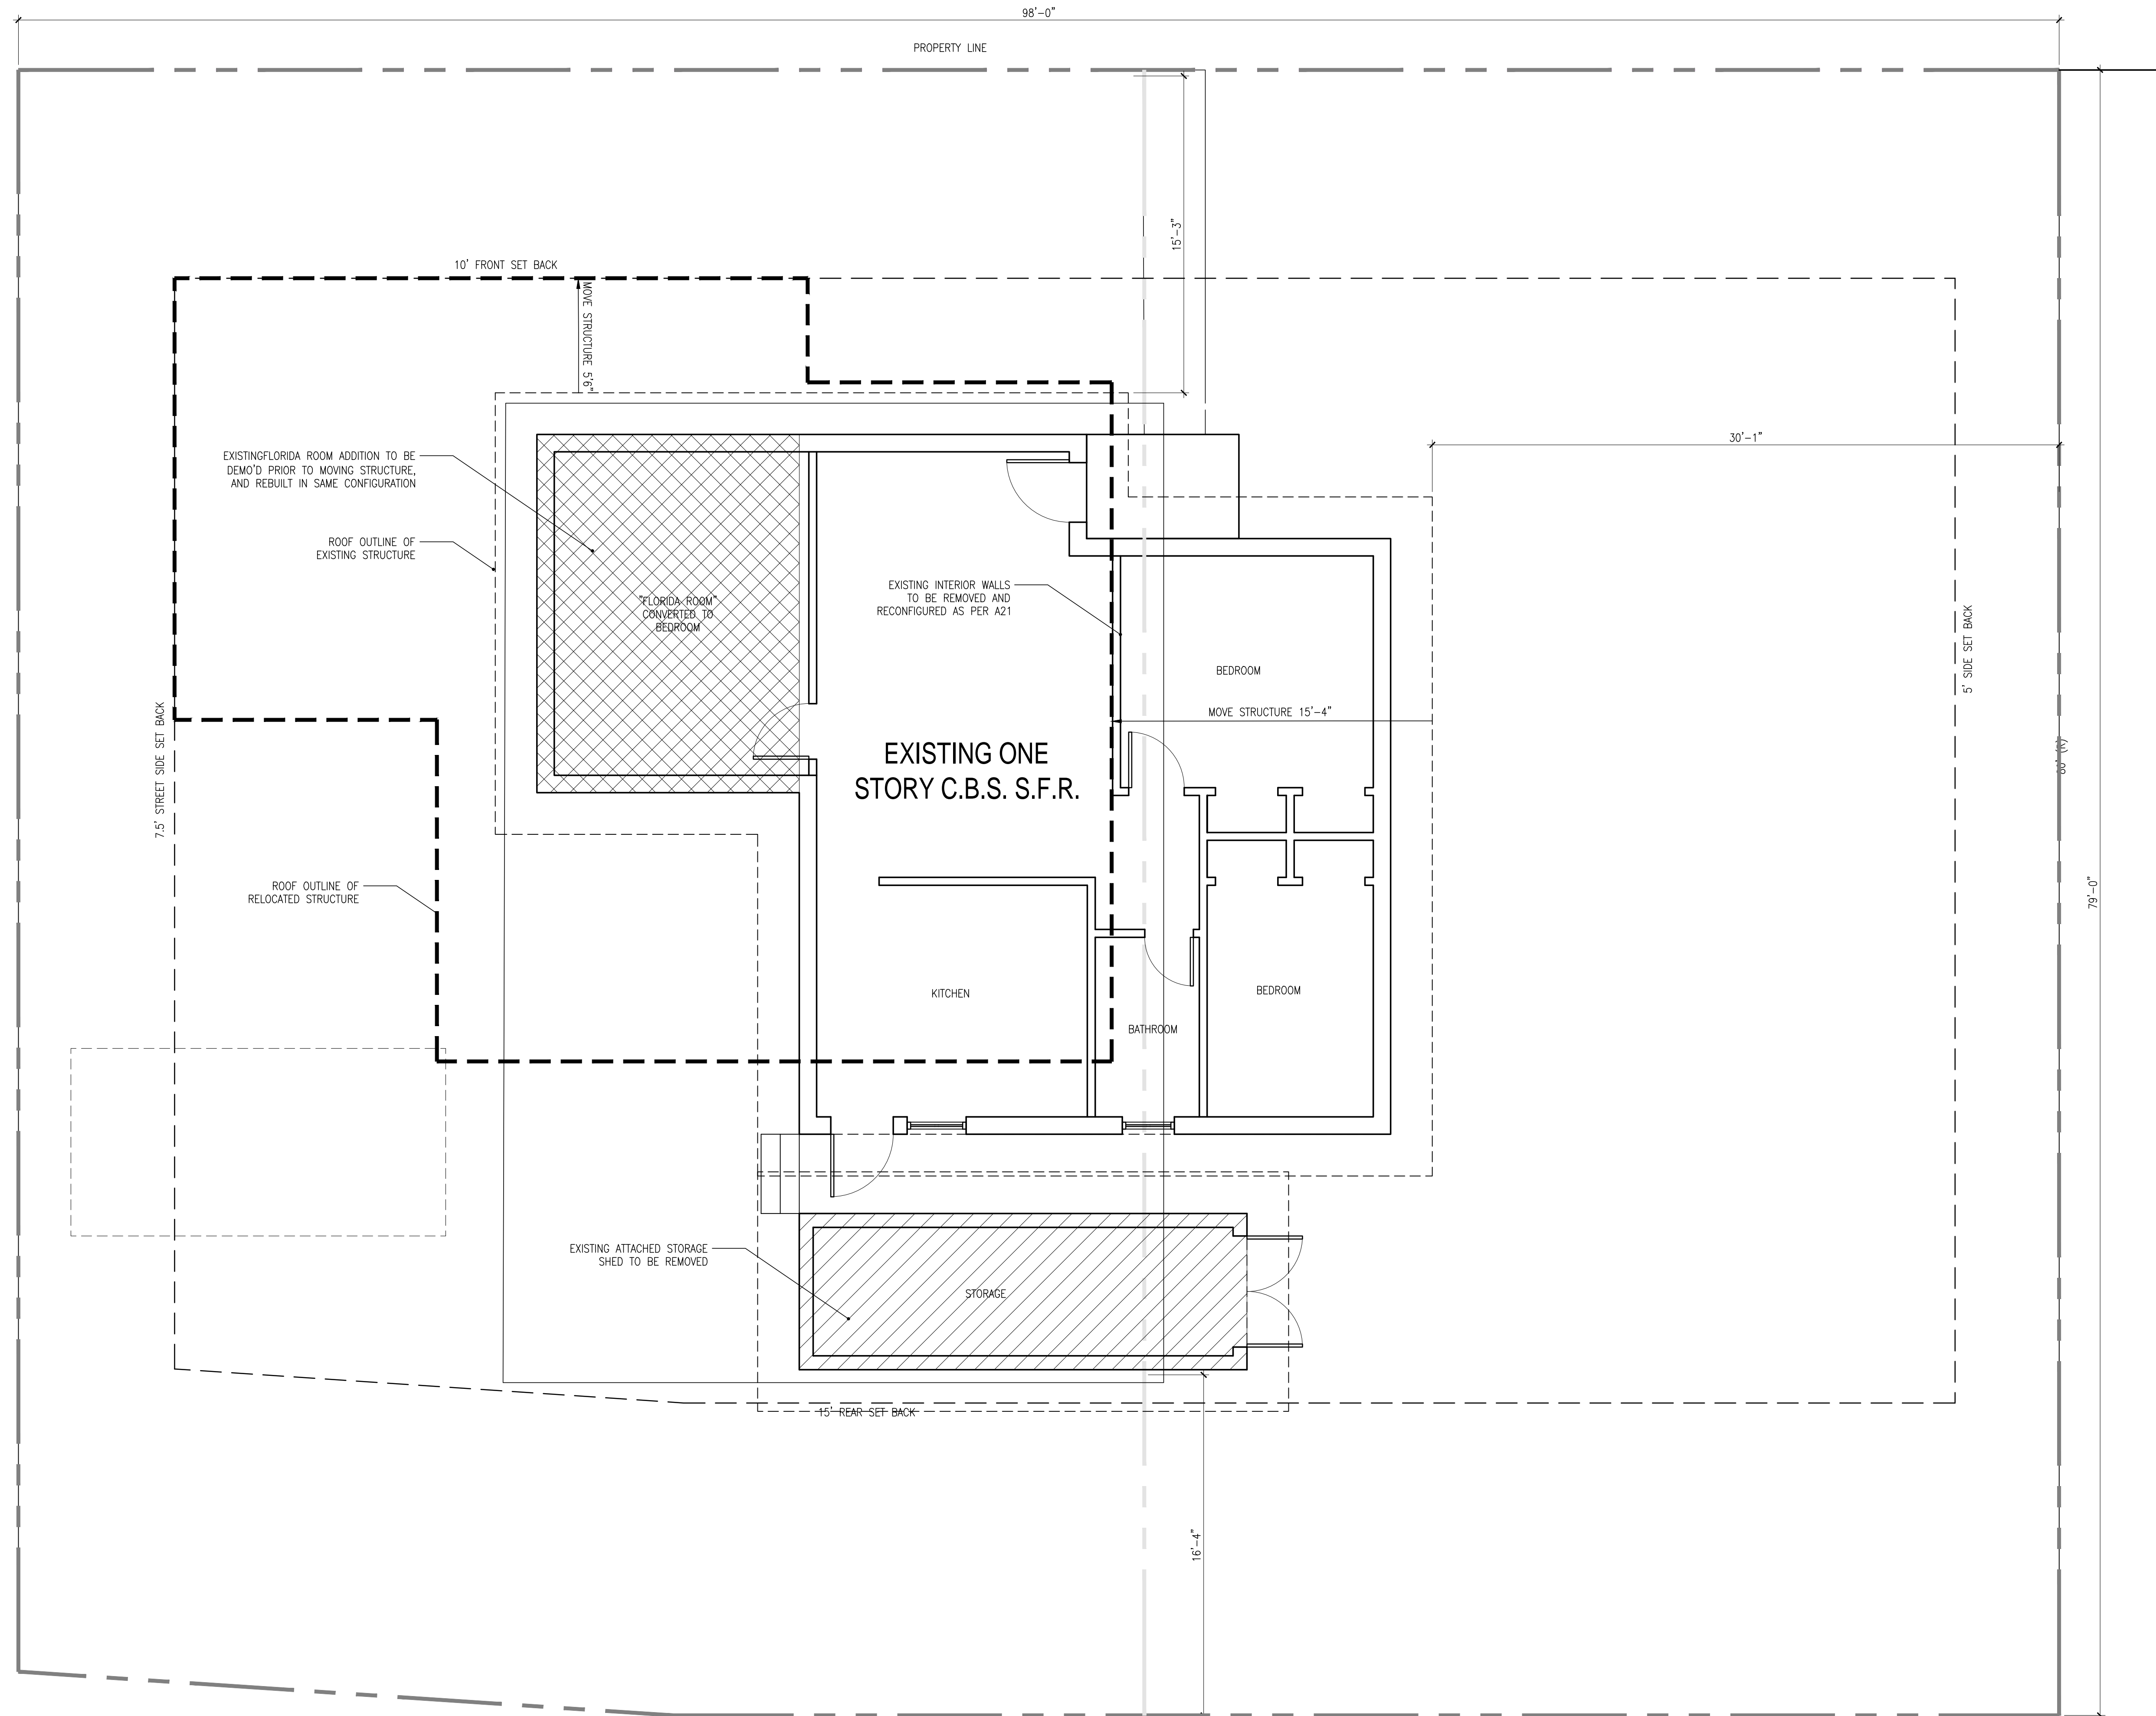 98'-0"
PROPERTY LINE
15'-3"
10' FRONT SET BACK
MOVE STRUCTURE 5'6"
30'-1"
EXISTINGFLORIDA ROOM ADDITION TO BE
DEMO'D PRIOR TO MOVING STRUCTURE,
AND REBUILT IN SAME CONFIGURATION
ROOF OUTLINE OF
EXISTING STRUCTURE
"FLORIDA ROOM"
CONVERTED TO
BEDROOM
EXISTING INTERIOR WALLS
TO BE REMOVED AND
RECONFIGURED AS PER A21
BEDROOM
5' SIDE SET BACK
MOVE STRUCTURE 15'-4"
7.5' STREET SIDE SET BACK
EXISTING ONE
STORY C.B.S. S.F.R.
ROOF OUTLINE OF
RELOCATED STRUCTURE
79'-0"
KITCHEN
BEDROOM
BATHROOM
EXISTING ATTACHED STORAGE
SHED TO BE REMOVED
STORAGE
15' REAR SET BACK
16'-4"